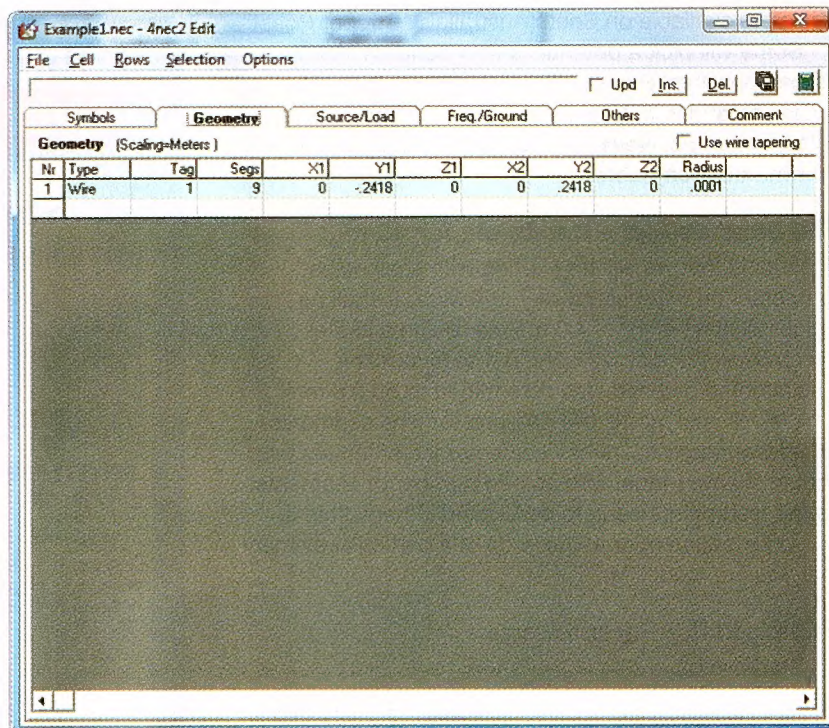 Example1.nec - 4nec2 Edit
File Cell Rows Selection Options
Upd Ins. Del.
Symbols Geometry Source/Load Freq./Ground Others Comment
Geometry (Scaling=Meters ) Use wire tapering
Nr Type Tag Segs X1 Y1 Z1 X2 Y2 Z2 Radius
1 Wire 1 9 0 -.2418 0 0 .2418 0 .0001